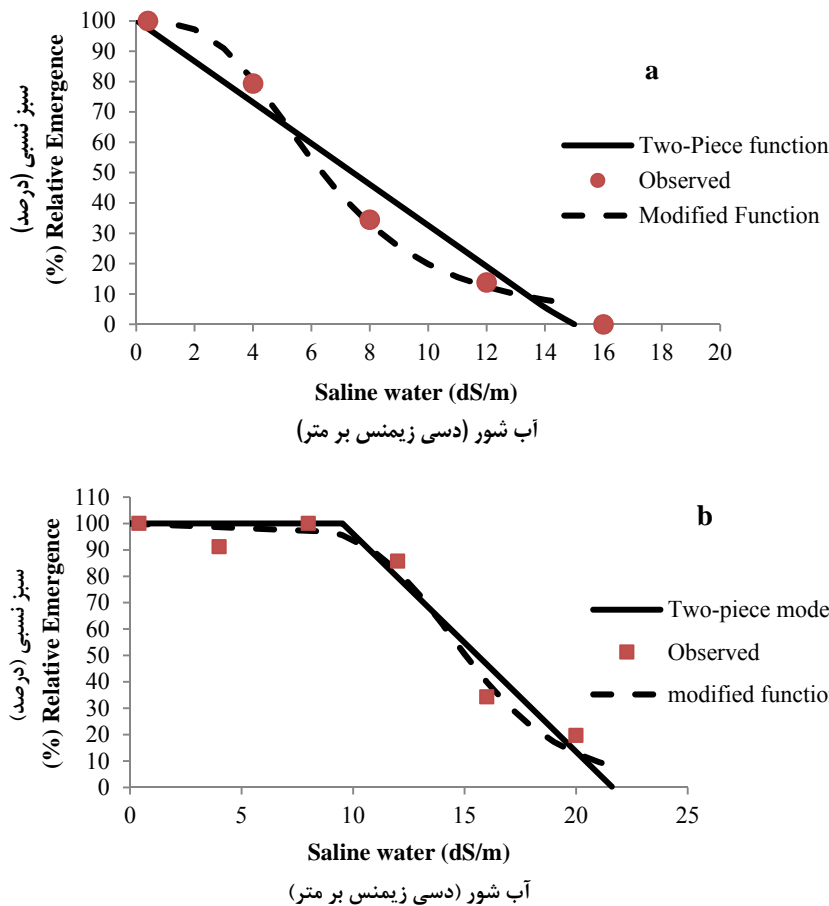 سبز نسبی (درصد)
(%) Relative Emergence
100
90
80
70
60
50
40
30
20
10
0
a
Two-Piece function
Observed
Modified Function
0 2 4 6 8 10 12 14 16 18 20
Saline water (dS/m)
آب شور (دسی زیمنس بر متر)
سبز نسبی (درصد)
(%) Relative Emergence
110
100
90
80
70
60
50
40
30
20
10
0
b
Two-piece mode
Observed
modified functio
0 5 10 15 20 25
Saline water (dS/m)
آب شور (دسی زیمنس بر متر)